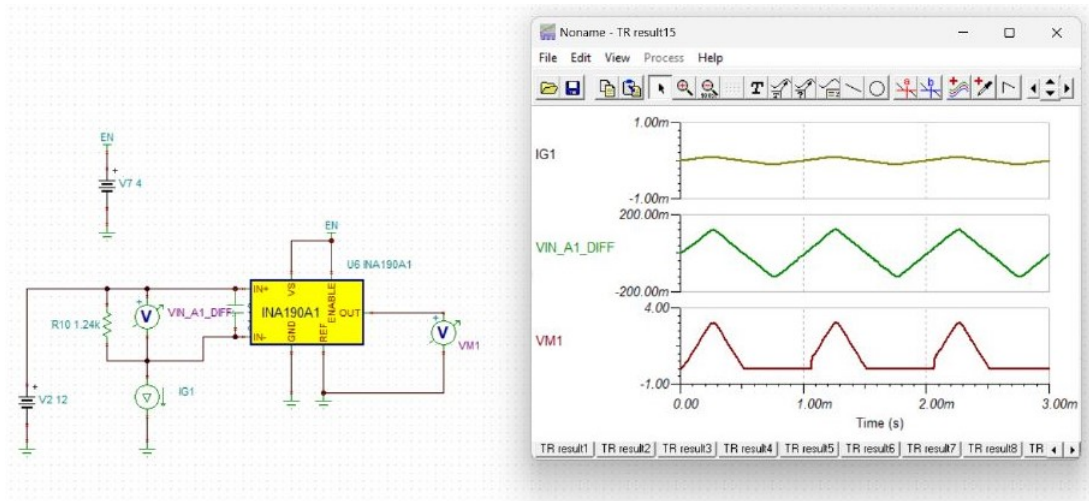 Noname - TR result15
File Edit View Process Help
T
1.00m
IG1
-1.00m
200.00m
VIN_A1_DIFF
-200.00m
4.00
VM1
-1.00
0.00 1.00m 2.00m 3.00m
Time (s)
TR result1 TR result2 TR result3 TR result4 TR result5 TR result6 TR result7 TR result8 TR
EN
+
V7 4
EN
U6 INA190A1
IN+
VS
ENABLE
R10 1.24k
+
V
VIN_A1_DIFF
INA190A1
OUT
IN-
GND
REF
+
V
VM1
+
V2 12
IG1